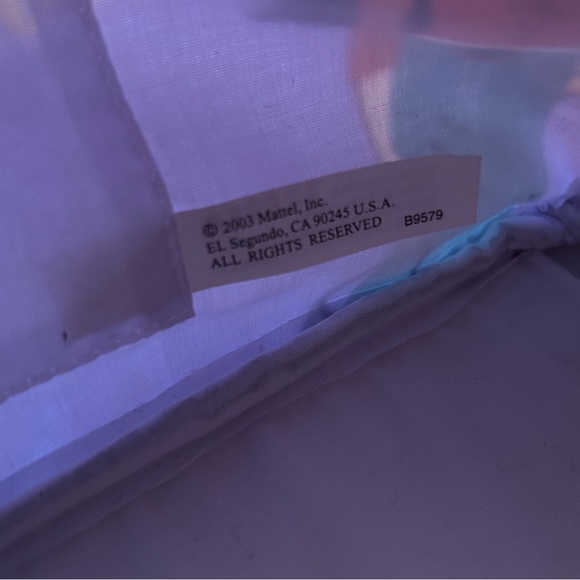 © 2003 Mattel, Inc.
EL Segundo, CA 90245 U.S.A.
ALL RIGHTS RESERVED B9579